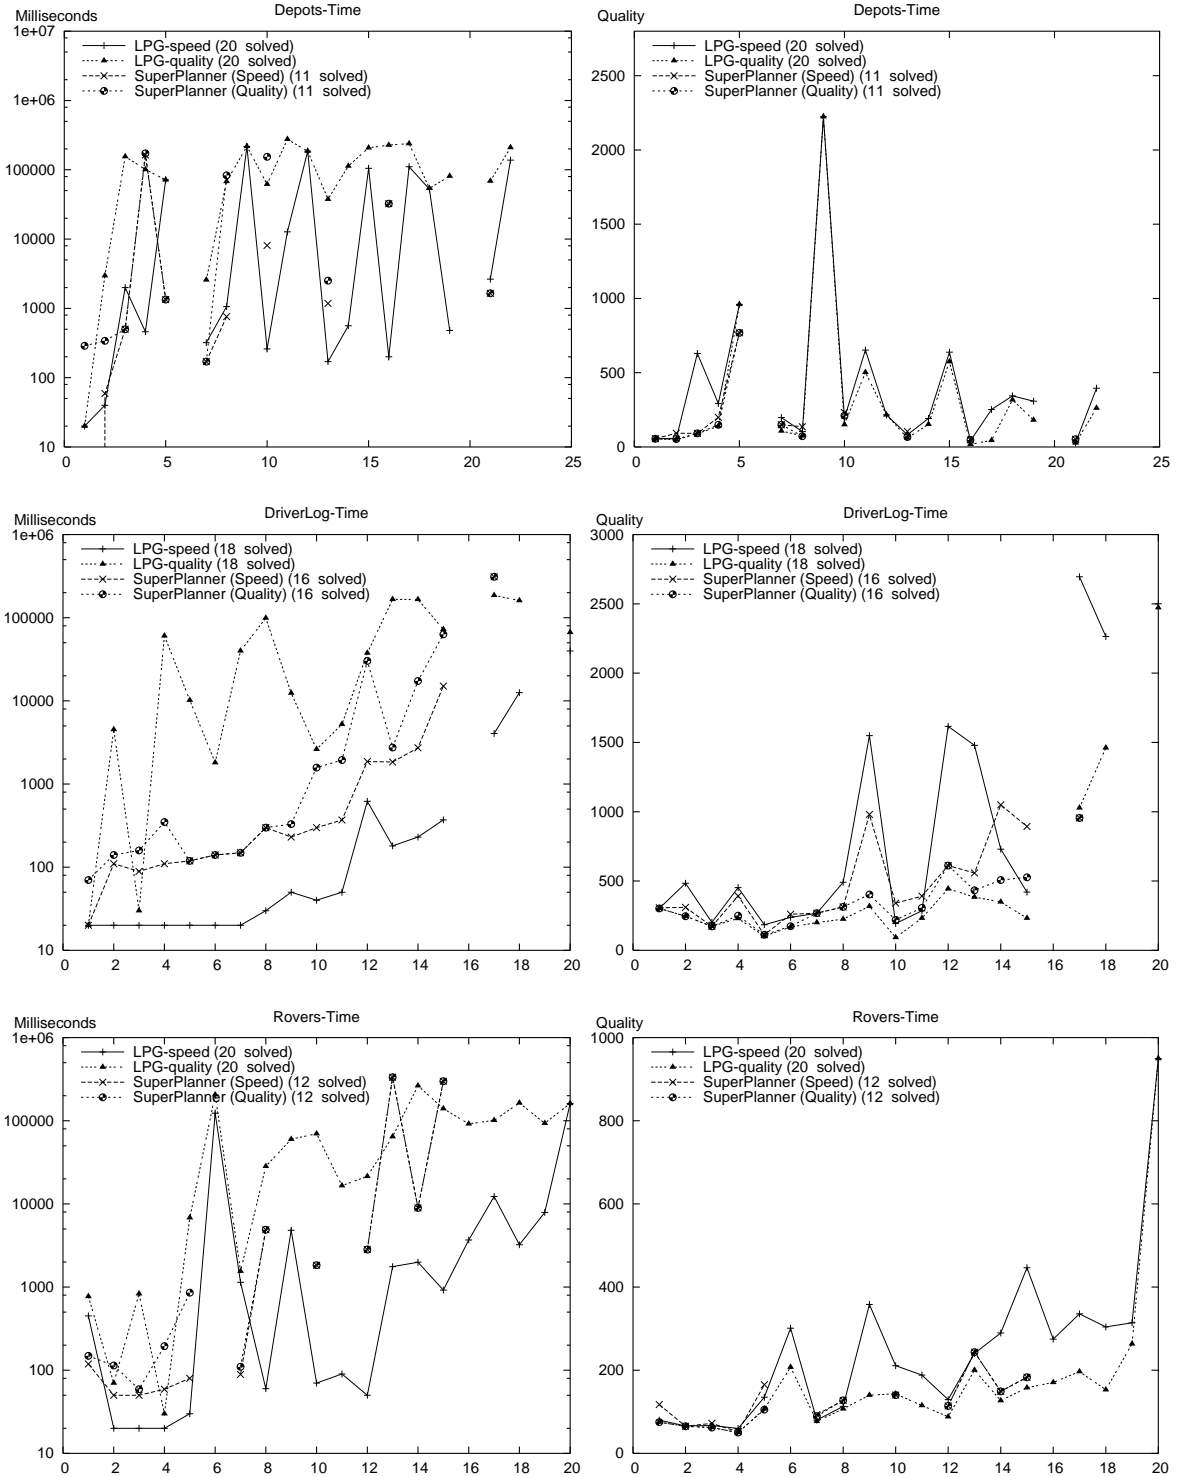 Depots-Time
Milliseconds
1e+07
1e+06
100000
10000
1000
100
10
LPG-speed (20 solved)
LPG-quality (20 solved)
SuperPlanner (Speed) (11 solved)
SuperPlanner (Quality) (11 solved)
0 5 10 15 20 25
Depots-Time
Quality
2500
2000
1500
1000
500
0
LPG-speed (20 solved)
LPG-quality (20 solved)
SuperPlanner (Speed) (11 solved)
SuperPlanner (Quality) (11 solved)
0 5 10 15 20 25
DriverLog-Time
Milliseconds
1e+06
100000
10000
1000
100
10
LPG-speed (18 solved)
LPG-quality (18 solved)
SuperPlanner (Speed) (16 solved)
SuperPlanner (Quality) (16 solved)
0 2 4 6 8 10 12 14 16 18 20
DriverLog-Time
Quality
3000
2500
2000
1500
1000
500
0
LPG-speed (18 solved)
LPG-quality (18 solved)
SuperPlanner (Speed) (16 solved)
SuperPlanner (Quality) (16 solved)
0 2 4 6 8 10 12 14 16 18 20
Rovers-Time
Milliseconds
1e+06
100000
10000
1000
100
10
LPG-speed (20 solved)
LPG-quality (20 solved)
SuperPlanner (Speed) (12 solved)
SuperPlanner (Quality) (12 solved)
0 2 4 6 8 10 12 14 16 18 20
Rovers-Time
Quality
1000
800
600
400
200
0
LPG-speed (20 solved)
LPG-quality (20 solved)
SuperPlanner (Speed) (12 solved)
SuperPlanner (Quality) (12 solved)
0 2 4 6 8 10 12 14 16 18 20